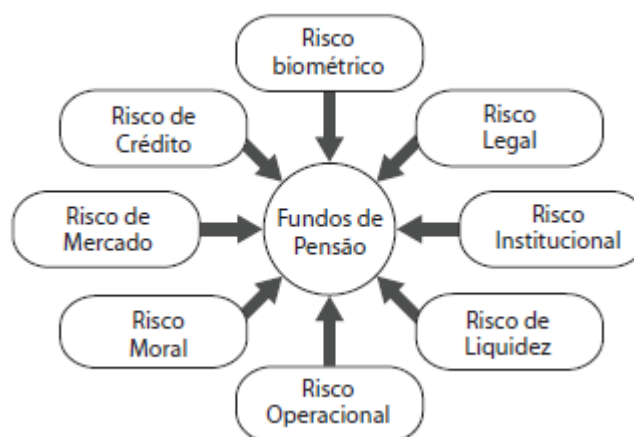 Risco
biométrico
Risco de
Crédito
Risco
Legal
Risco de
Mercado
Fundos de
Pensão
Risco
Institucional
Risco
Moral
Risco de
Liquidez
Risco
Operacional